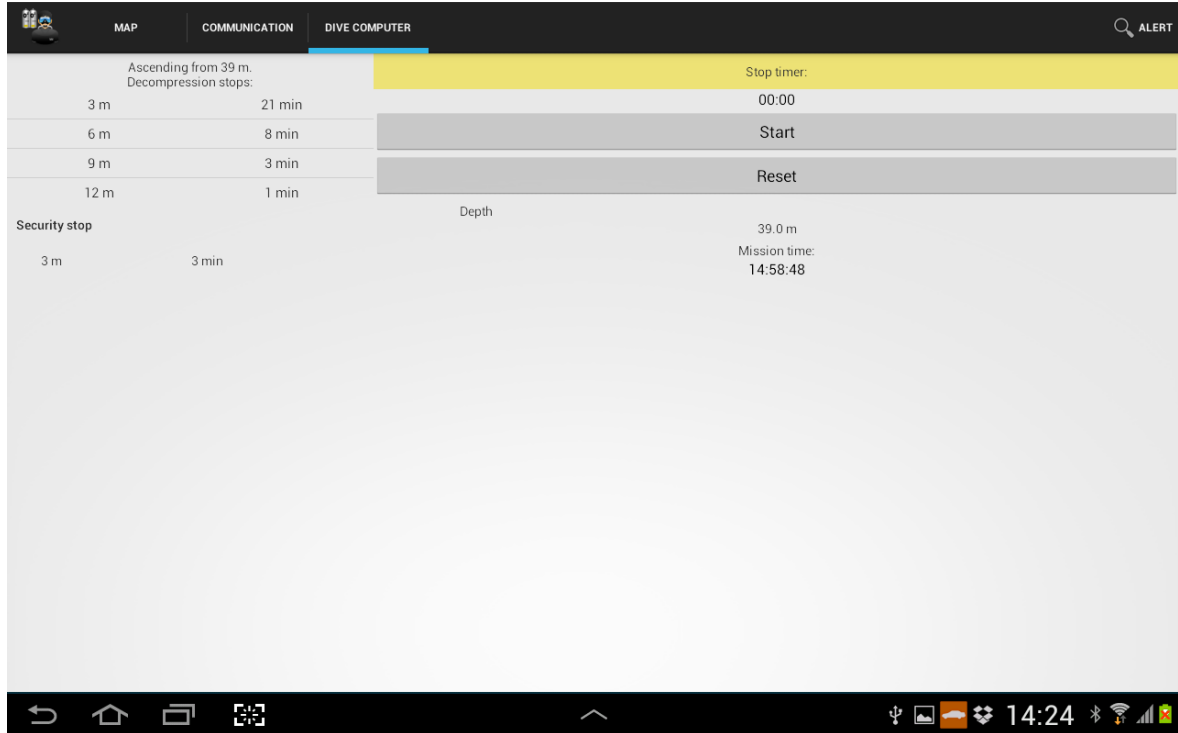 MAP COMMUNICATION DIVE COMPUTER ALERT
Ascending from 39 m.
Decompression stops:
3 m 21 min
6 m 8 min
9 m 3 min
12 m 1 min
Security stop
3 m 3 min
Stop timer:
00:00
Start
Reset
Depth
39.0 m
Mission time:
14:58:48
14:24